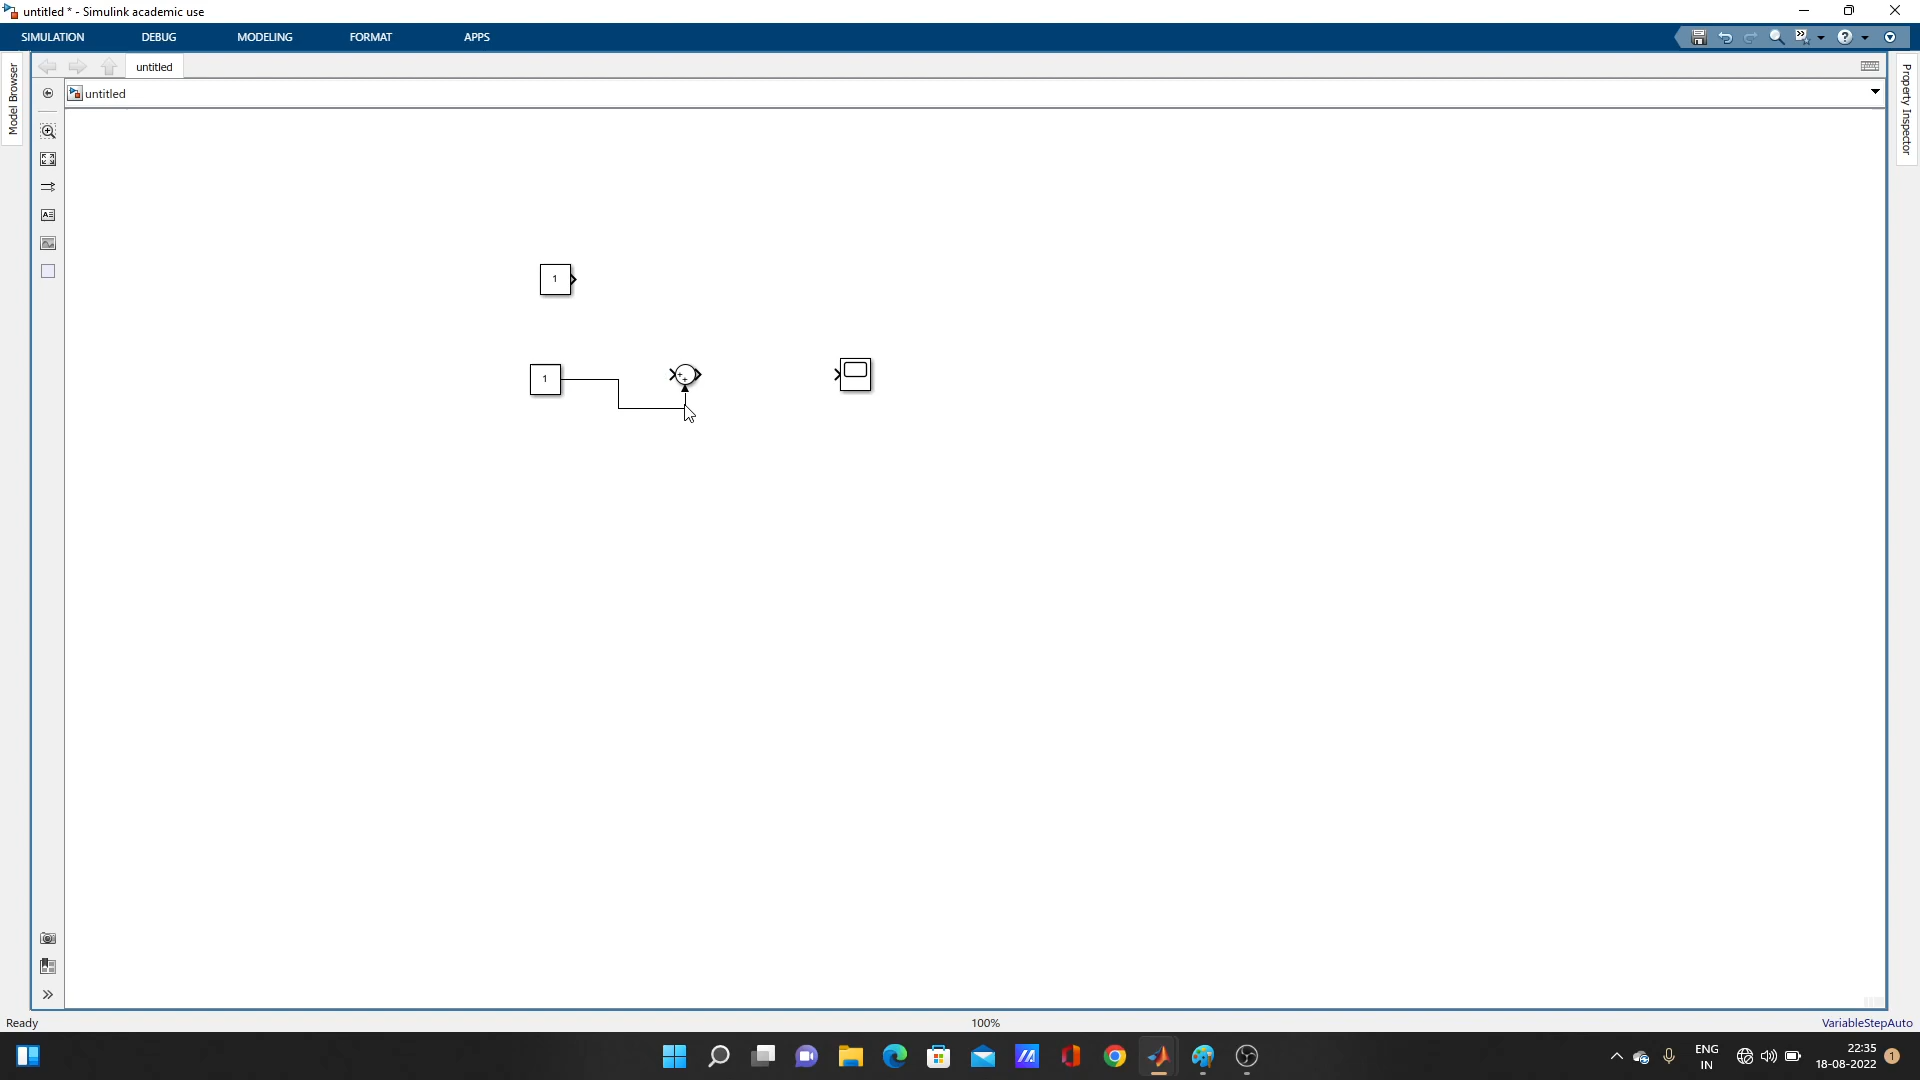 untitled * - Simulink academic use
SIMULATION DEBUG MODELING FORMAT APPS
Model Browser
untitled
untitled
Property Inspector
1
1
Ready 100% VariableStepAuto
ENG
IN
22:35
18-08-2022
1